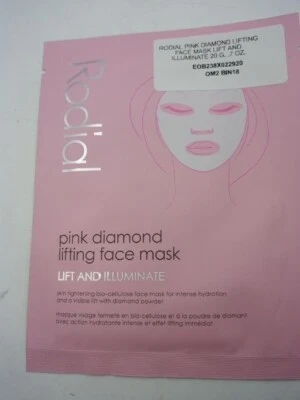 RODIAL PINK DIAMOND LIFTING
FACE MASK LIFT AND
ILLUMINATE 20 G, .7 OZ.
EOB238X022920
OM2 BIN18
Rodial
pink diamond
lifting face mask
LIFT AND ILLUMINATE
skin tightening bio-cellulose face mask for intense hydration
and a visible lift with diamond powder
masque visage fermeté en bio-cellulose et à la poudre de diamant
avec action hydratante intense et effet lifting immédiat